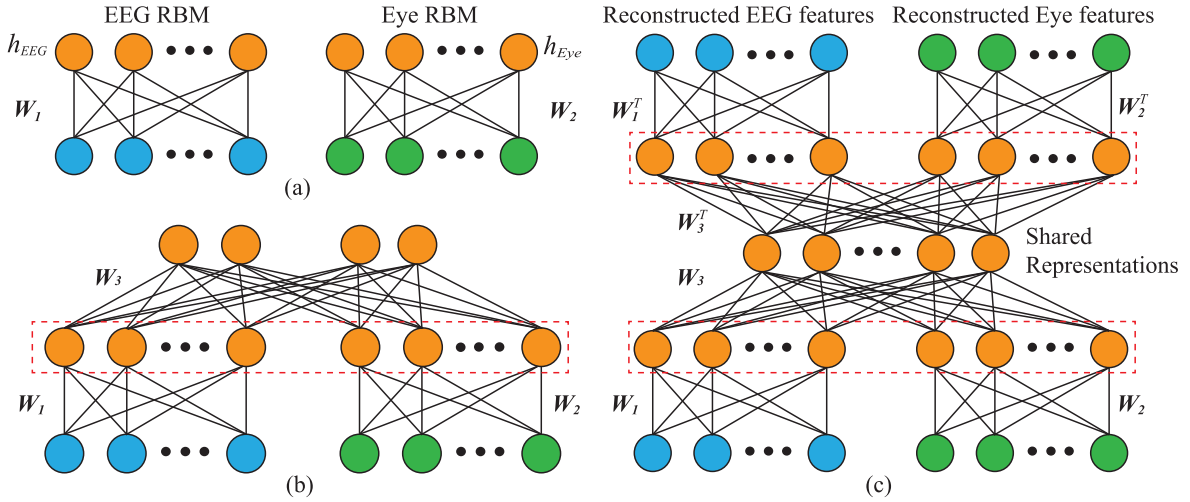 EEG RBM
Eye RBM
h_EEG
h_Eye
W_1
W_2
(a)
W_3
W_1
W_2
(b)
Reconstructed EEG features
Reconstructed Eye features
W_1^T
W_2^T
W_3^T
Shared
Representations
W_3
W_1
W_2
(c)